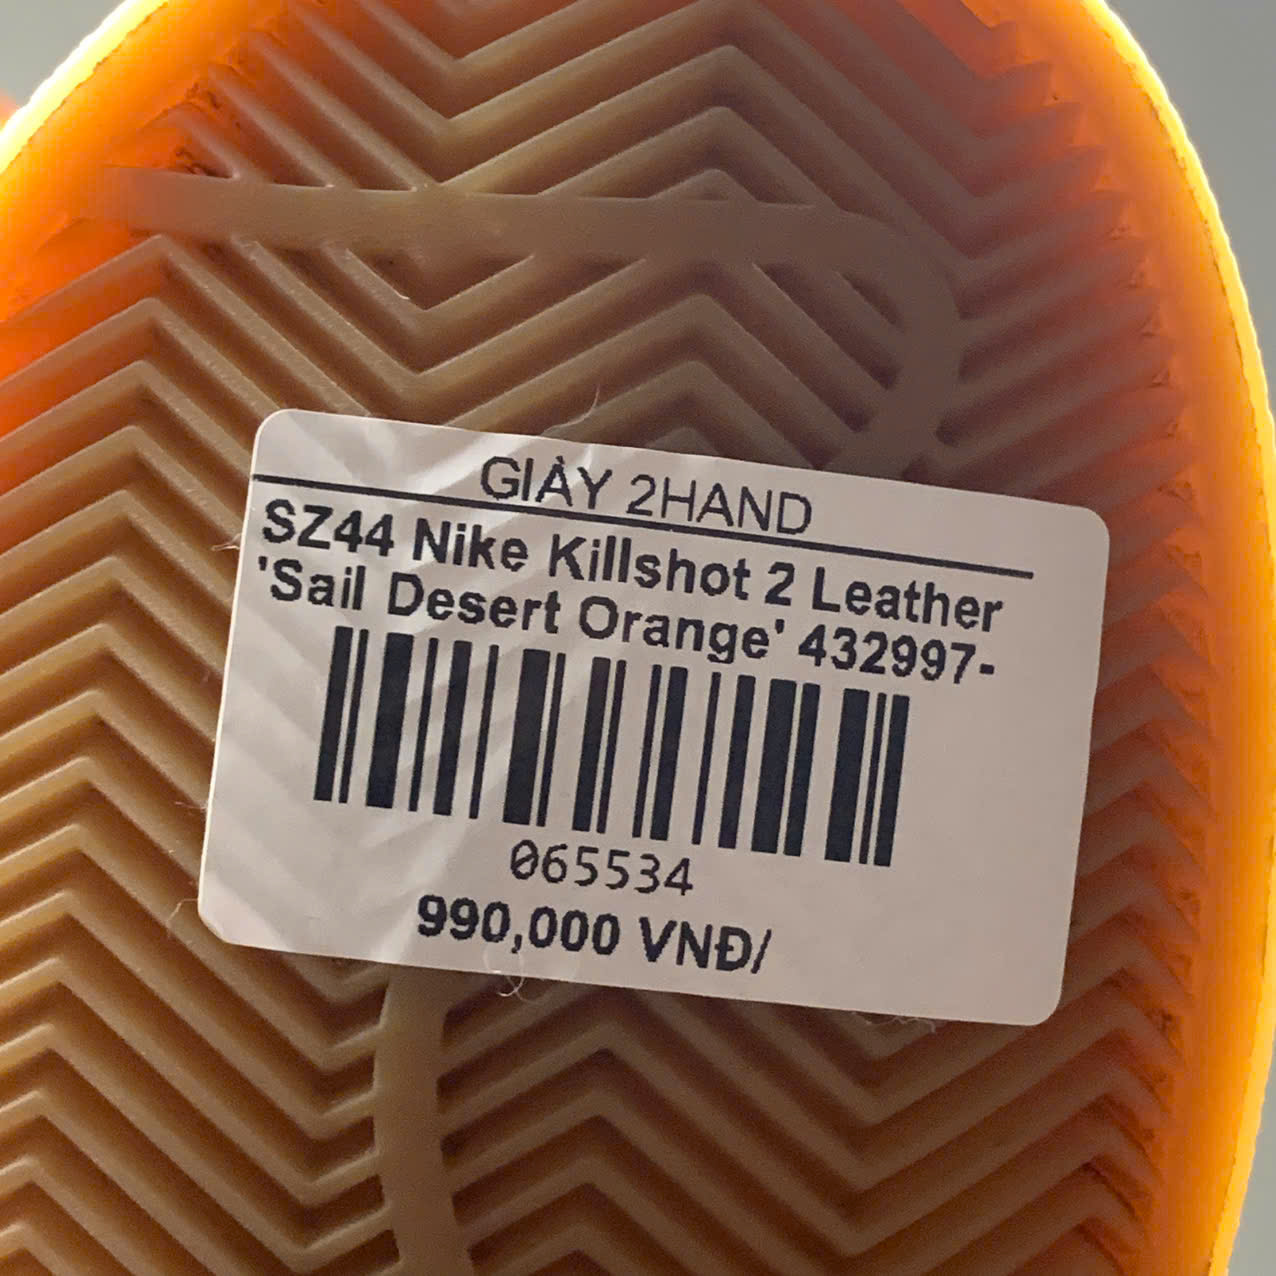 GIÀY 2HAND
SZ44 Nike Killshot 2 Leather
'Sail Desert Orange' 432997-
065534
990,000 VNĐ/